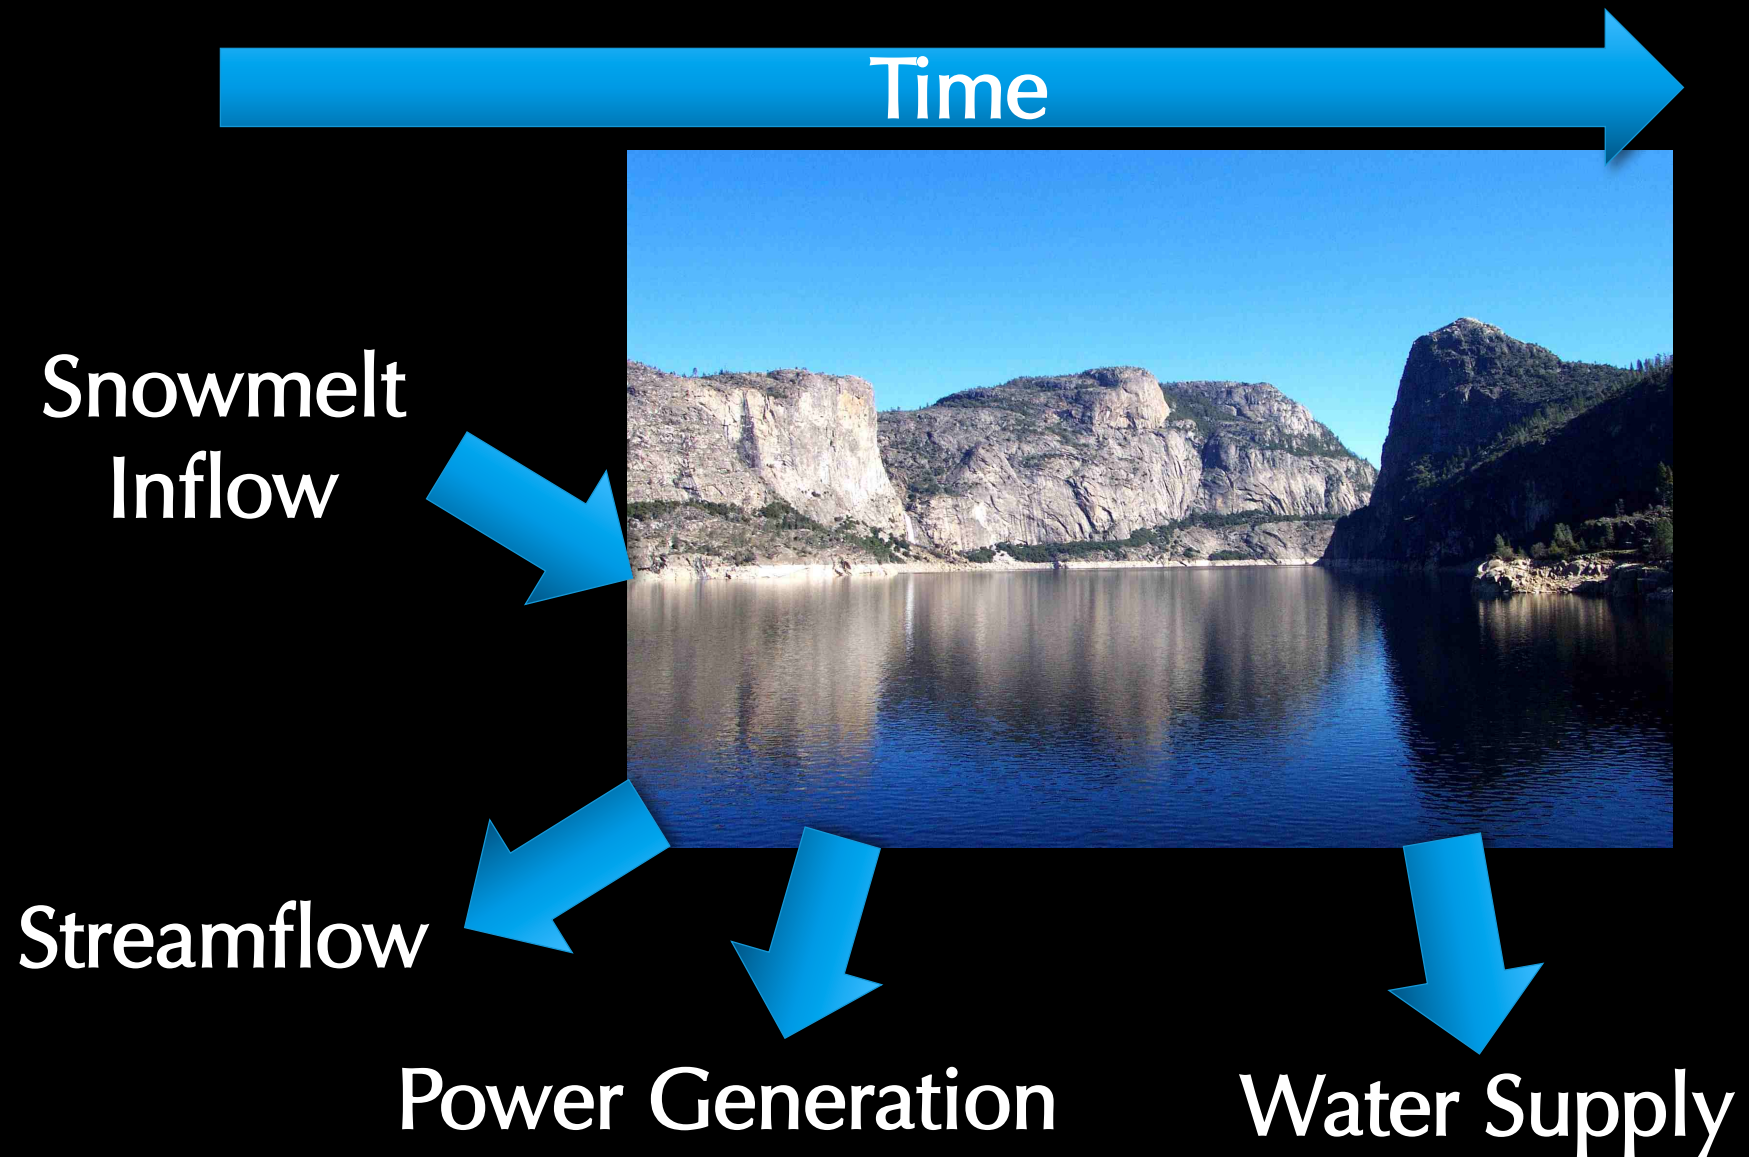 Time
Snowmelt
Inflow
Streamflow
Power Generation
Water Supply